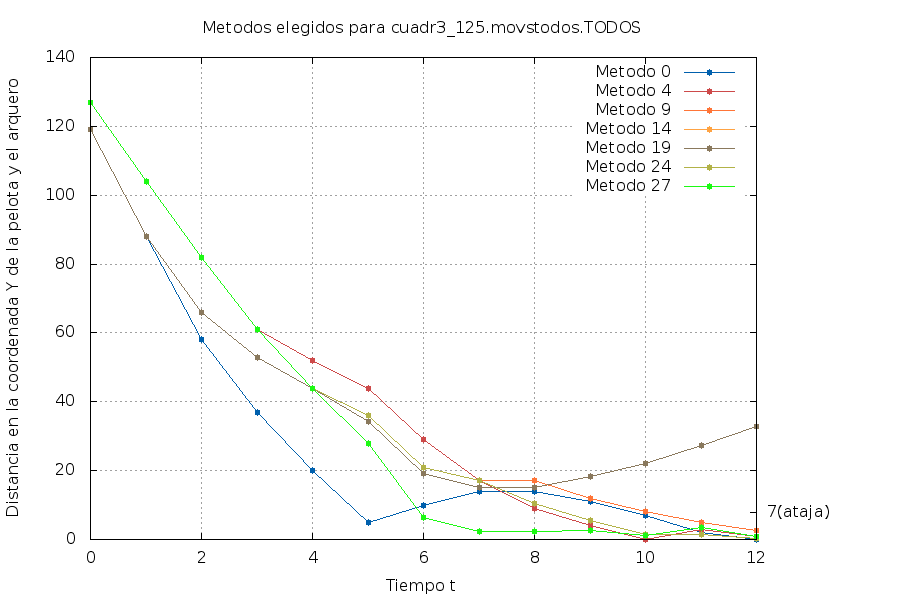 Metodos elegidos para cuadr3_125.movstodos.TODOS
Distancia en la coordenada Y de la pelota y el arquero
140
120
100
80
60
40
20
0
Metodo 0
Metodo 4
Metodo 9
Metodo 14
Metodo 19
Metodo 24
Metodo 27
7(ataja)
0 2 4 6 8 10 12
Tiempo t